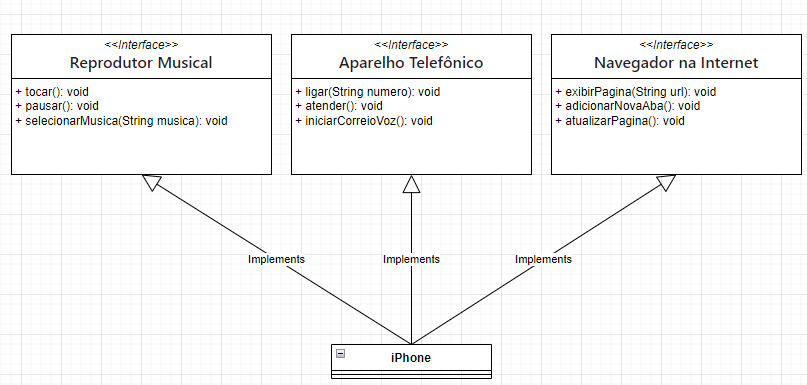 <<Interface>>
Reprodutor Musical
+ tocar(): void
+ pausar(): void
+ selecionarMusica(String musica): void
<<Interface>>
Aparelho Telefônico
+ ligar(String numero): void
+ atender(): void
+ iniciarCorreioVoz(): void
<<Interface>>
Navegador na Internet
+ exibirPagina(String url): void
+ adicionarNovaAba(): void
+ atualizarPagina(): void
Implements
Implements
Implements
iPhone